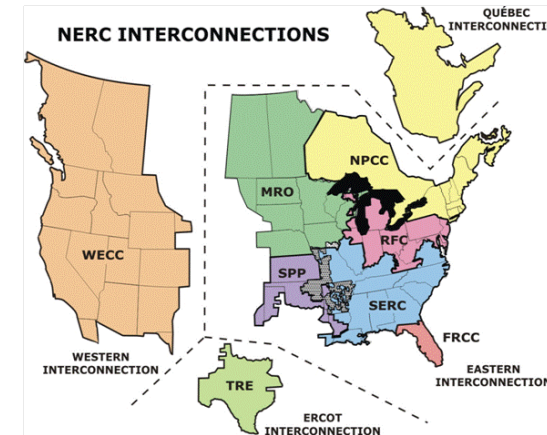 NERC INTERCONNECTIONS
QUÉBEC
INTERCONNECTI
NPCC
MRO
RFC
WECC
SPP
SERC
FRCC
WESTERN
INTERCONNECTION
EASTERN
INTERCONNECTION
TRE
ERCOT
INTERCONNECTION